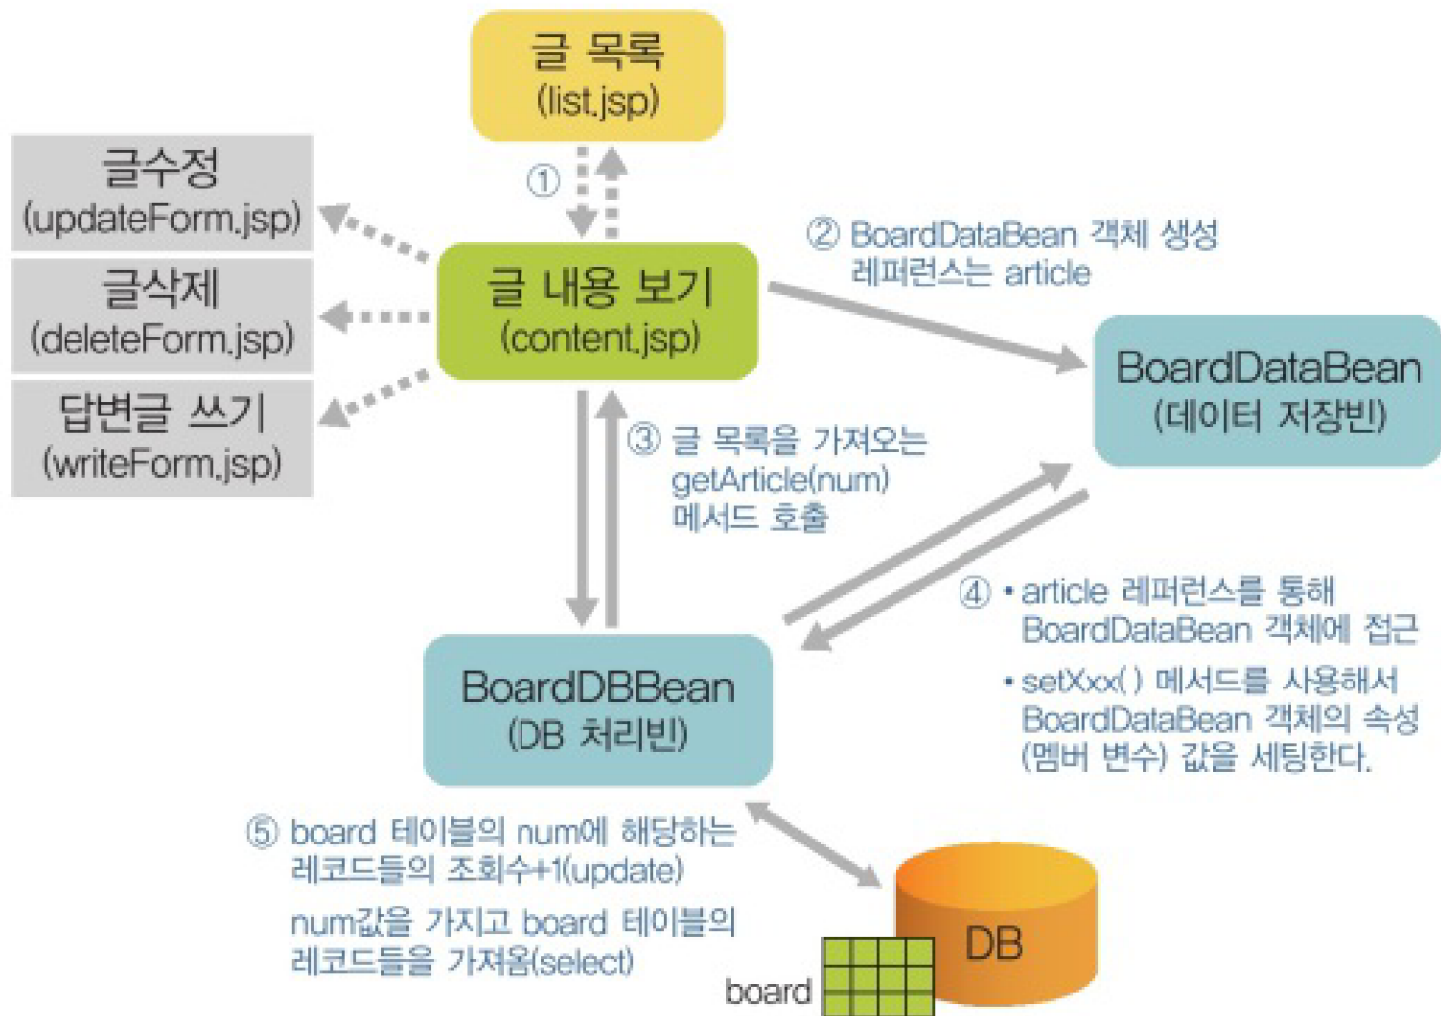 글 목록
(list.jsp)
①
글수정
(updateForm.jsp)
글삭제
(deleteForm.jsp)
답변글 쓰기
(writeForm.jsp)
글 내용 보기
(content.jsp)
② BoardDataBean 객체 생성
레퍼런스는 article
BoardDataBean
(데이터 저장빈)
③ 글 목록을 가져오는
getArticle(num)
메서드 호출
④ • article 레퍼런스를 통해
BoardDataBean 객체에 접근
• setXxx( ) 메서드를 사용해서
BoardDataBean 객체의 속성
(멤버 변수) 값을 세팅한다.
BoardDBBean
(DB 처리빈)
⑤ board 테이블의 num에 해당하는
레코드들의 조회수+1(update)
num값을 가지고 board 테이블의
레코드들을 가져옴(select)
DB
board